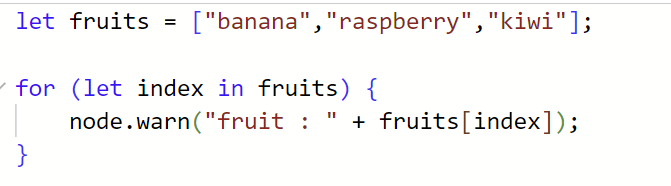 let fruits = ["banana","raspberry","kiwi"];
for (let index in fruits) {
    node.warn("fruit : " + fruits[index]);
}